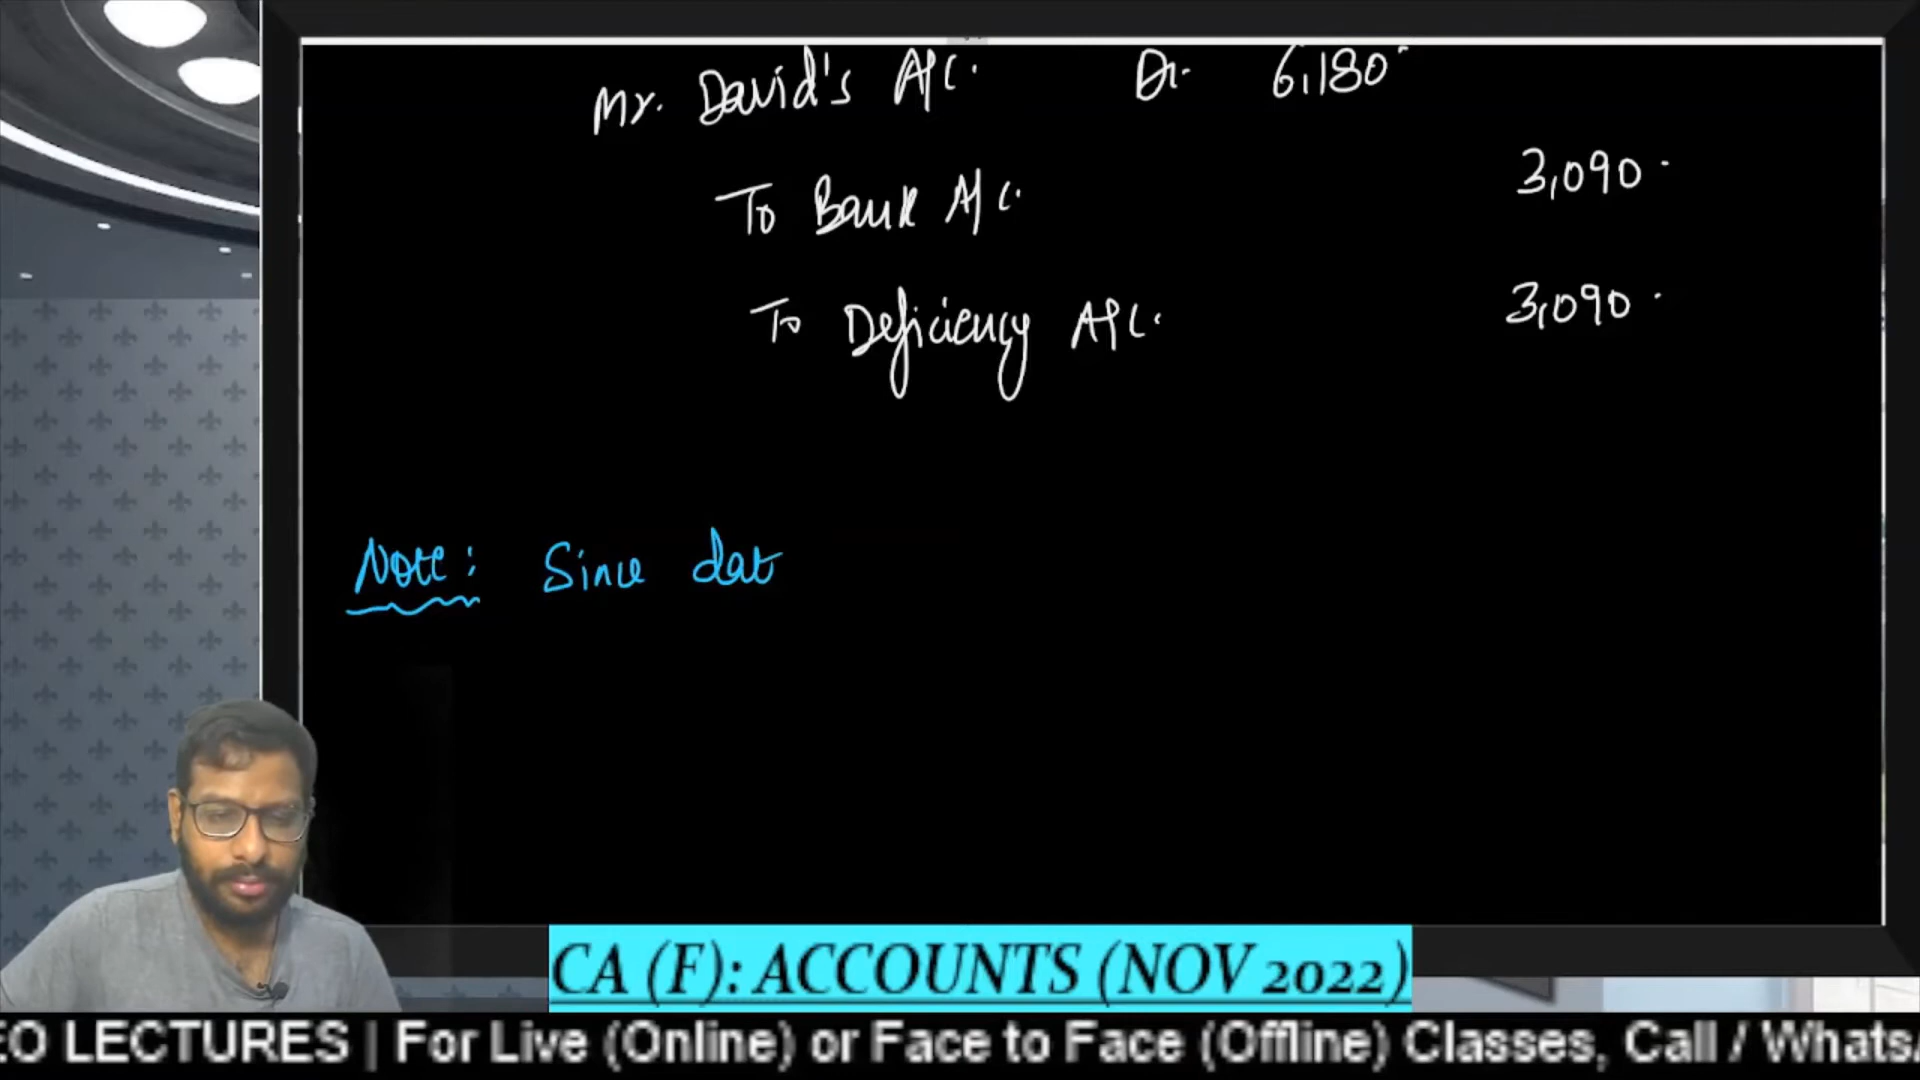 Mr. David's A/C. Dr. 6,180
To Bank A/C. 3,090
To Deficiency A/C. 3,090
Note: Since dat
CA (F): ACCOUNTS (NOV 2022)
EO LECTURES | For Live (Online) or Face to Face (Offline) Classes, Call / Whats